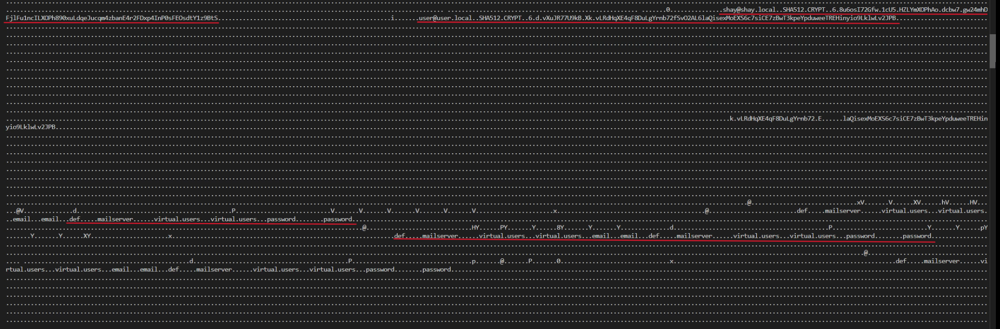 0 shay@shay.local..SHA512.CRYPT..6.8u6osI72Gfw.1cU5.HZLYmXOPhAo.dcbw7.gw24mhD
FjlFu1ncILXOPh890xuLdqeJucqm4zbanE4r2FDxp4InP0sFEOsdtY1z9BtS i user@user.local..SHA512.CRYPT..6.d.vXuJR77U9kB.Xk.vLRdHqXE4qF8DuLgYrnb72fSvO2AL6laQisexMoEXS6c7siCE7zBwT3kpeYpduweeTREHinyio9LklwLv2JPB.
k.vLRdHqXE4qF8DuLgYrnb72.E......laQisexMoEXS6c7siCE7zBwT3kpeYpduweeTREHin
yio9LklwLv2JPB
@ xV V XV hV HV
@V d P V V V V V V x @ def.....mailserver......virtual.users...virtual.users.
..email...email...def.....mailserver......virtual.users...virtual.users...password........password..
@ HY PY Y 8Y Y Y d P Y Y pY
Y Y XY x def.....mailserver......virtual.users...virtual.users...email...email...def.....mailserver......virtual.users...virtual.users...password........password.
@
d P p @ P 0 x def.....mailserver......vi
rtual.users...virtual.users...email...email...def.....mailserver......virtual.users...virtual.users...password........password